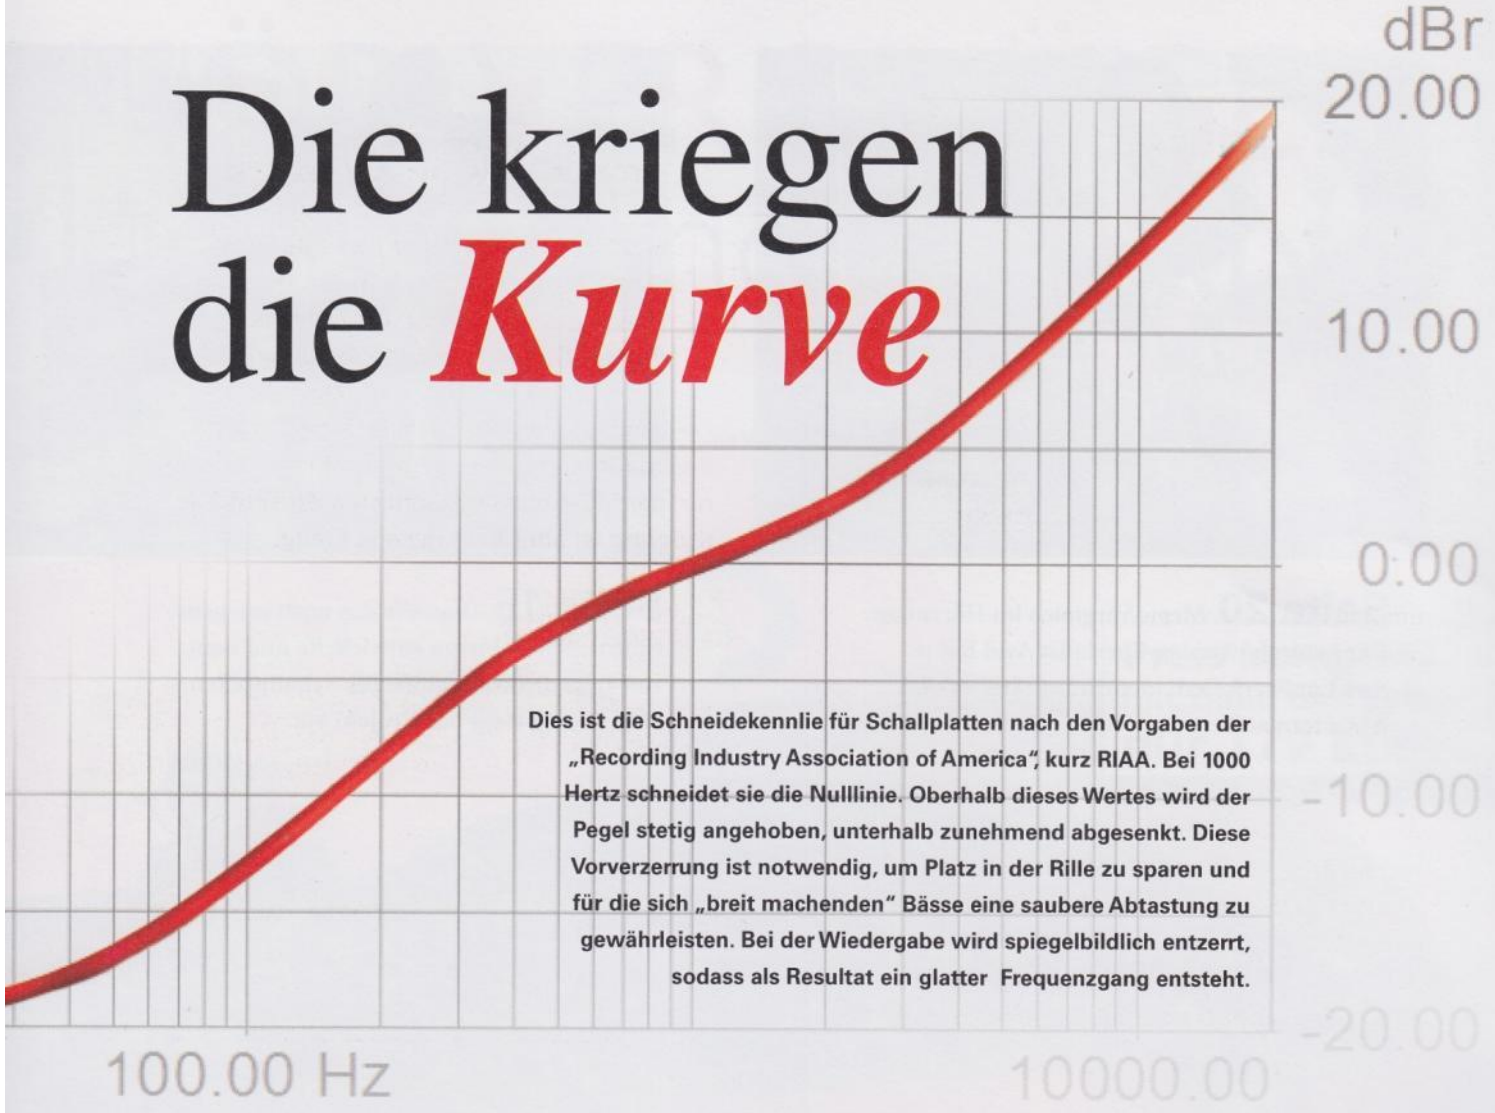 dBr
20.00
Die kriegen
die Kurve
10.00
0.00
Dies ist die Schneidekennlie für Schallplatten nach den Vorgaben der
„Recording Industry Association of America“, kurz RIAA. Bei 1000
Hertz schneidet sie die Nulllinie. Oberhalb dieses Wertes wird der
-10.00
Pegel stetig angehoben, unterhalb zunehmend abgesenkt. Diese
Vorverzerrung ist notwendig, um Platz in der Rille zu sparen und
für die sich „breit machenden“ Bässe eine saubere Abtastung zu
gewährleisten. Bei der Wiedergabe wird spiegelbildlich entzerrt,
sodass als Resultat ein glatter Frequenzgang entsteht.
-20.00
100.00 Hz
10000.00